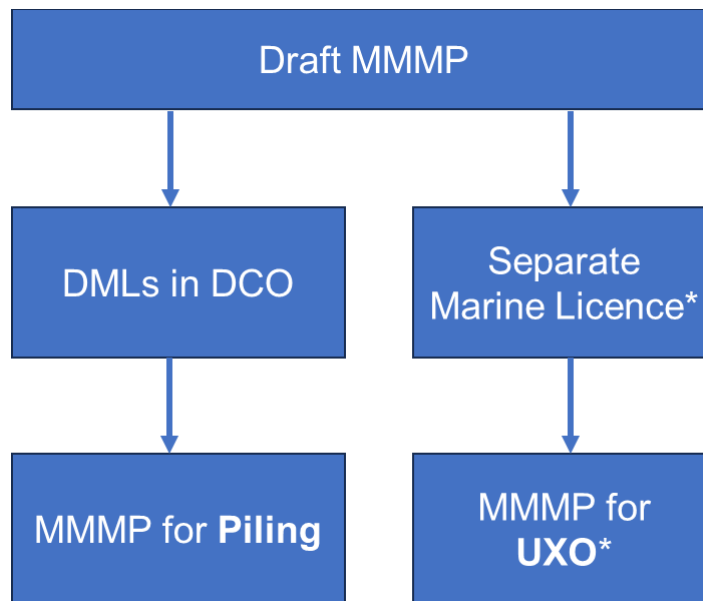 Draft MMMP
DMLs in DCO
Separate
Marine Licence*
MMMP for Piling
MMMP for
UXO*